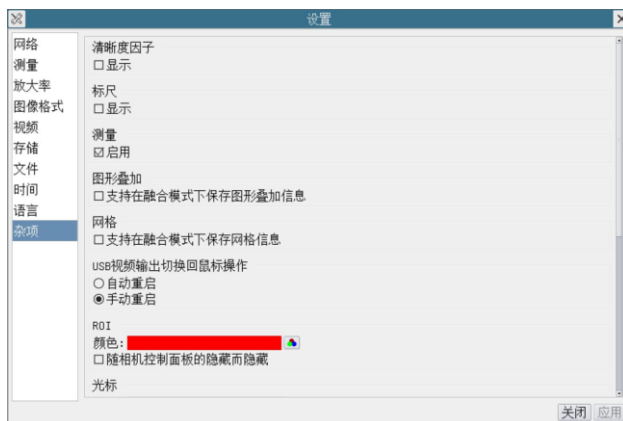 设置
网络
测量
放大率
图像格式
视频
存储
文件
时间
语言
杂项
清晰度因子
显示
标尺
显示
测量
启用
图形叠加
支持在融合模式下保存图形叠加信息
网格
支持在融合模式下保存网格信息
USB视频输出切换回鼠标操作
自动重启
手动重启
ROI
颜色:
随相机控制面板的隐藏而隐藏
光标
关闭 应用